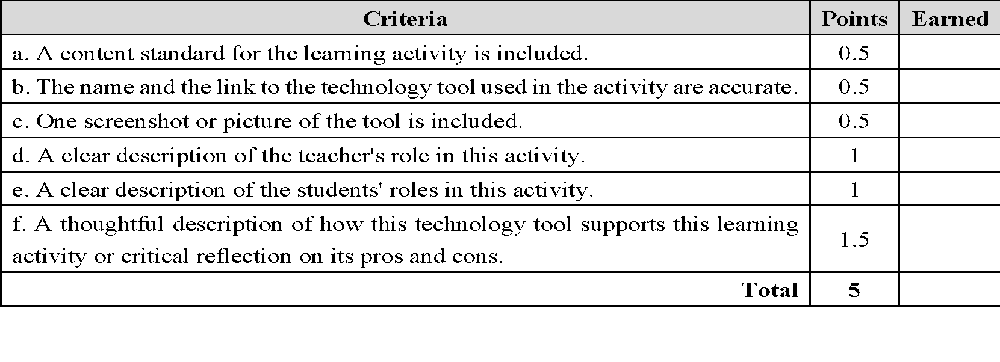 Criteria Points Earned
a. A content standard for the learning activity is included. 0.5
b. The name and the link to the technology tool used in the activity are accurate. 0.5
c. One screenshot or picture of the tool is included. 0.5
d. A clear description of the teacher's role in this activity. 1
e. A clear description of the students' roles in this activity. 1
f. A thoughtful description of how this technology tool supports this learning
activity or critical reflection on its pros and cons. 1.5
Total 5